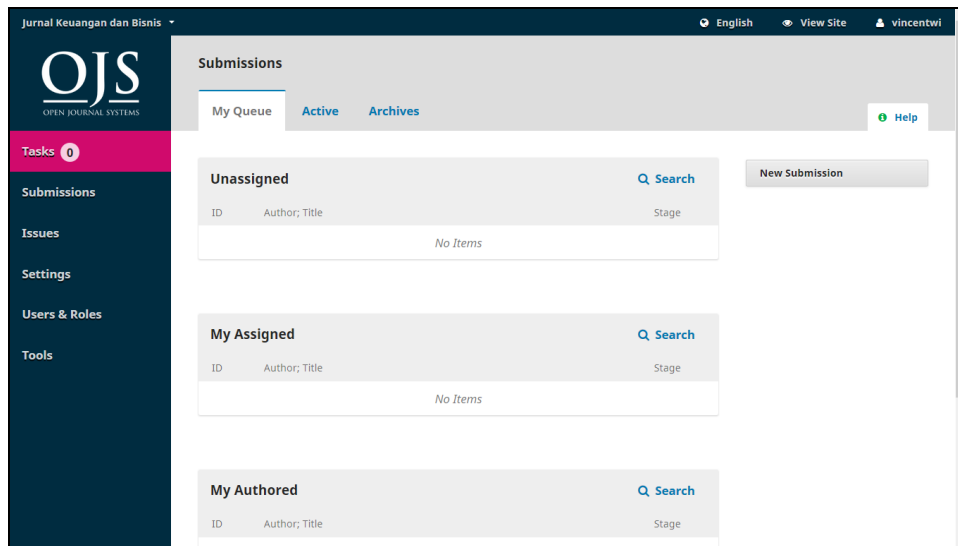 Jurnal Keuangan dan Bisnis English View Site vincentwi
OJS
OPEN JOURNAL SYSTEMS
Submissions
My Queue Active Archives
Help
Tasks 0
Submissions
Issues
Settings
Users & Roles
Tools
Unassigned Search
ID Author; Title Stage
No Items
My Assigned Search
ID Author; Title Stage
No Items
My Authored Search
ID Author; Title Stage
New Submission